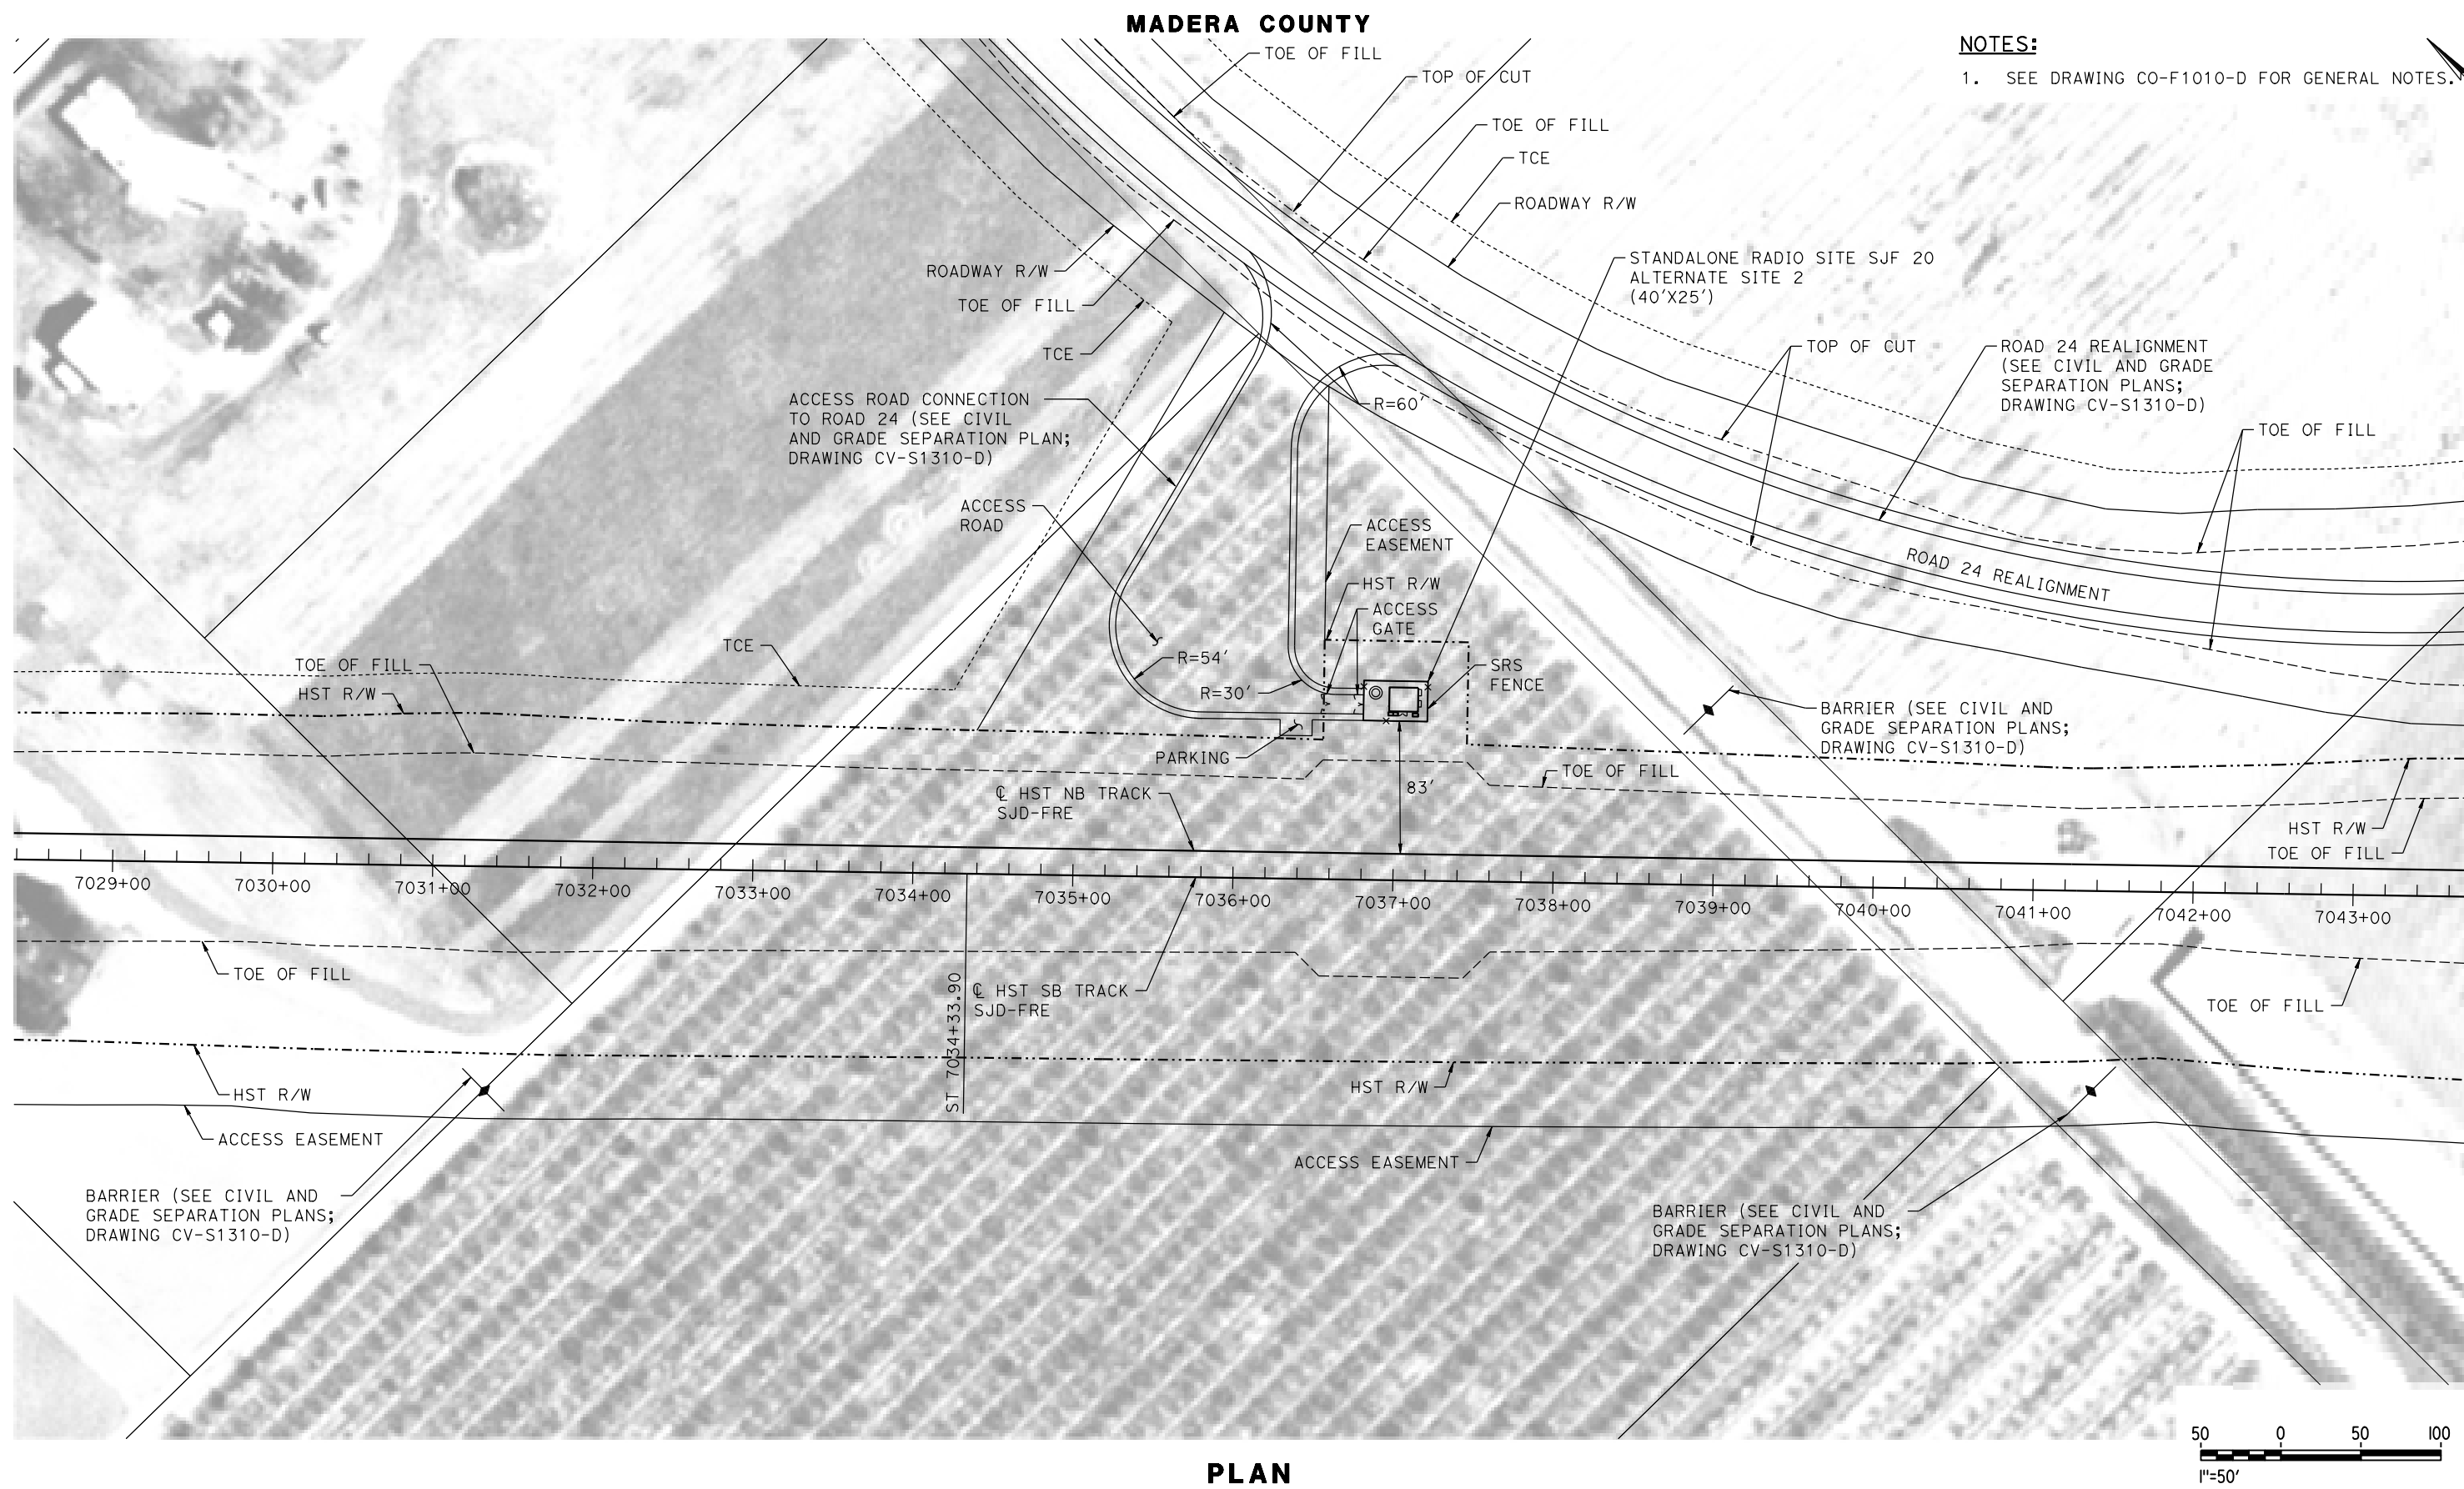 MADERA COUNTY
NOTES:
1. SEE DRAWING CO-F1010-D FOR GENERAL NOTES.
TOE OF FILL
TOP OF CUT
TOE OF FILL
TCE
ROADWAY R/W
STANDALONE RADIO SITE SJF 20
ALTERNATE SITE 2
(40'X25')
ROADWAY R/W
TOE OF FILL
TCE
TOP OF CUT
ROAD 24 REALIGNMENT
(SEE CIVIL AND GRADE
SEPARATION PLANS;
DRAWING CV-S1310-D)
ACCESS ROAD CONNECTION
TO ROAD 24 (SEE CIVIL
AND GRADE SEPARATION PLAN;
DRAWING CV-S1310-D)
R=60'
TOE OF FILL
ACCESS
ROAD
ACCESS
EASEMENT
HST R/W
ACCESS
GATE
ROAD 24 REALIGNMENT
TCE
TOE OF FILL
HST R/W
R=54'
R=30'
SRS
FENCE
BARRIER (SEE CIVIL AND
GRADE SEPARATION PLANS;
DRAWING CV-S1310-D)
PARKING
TOE OF FILL
83'
℄ HST NB TRACK
SJD-FRE
HST R/W
TOE OF FILL
7029+00
7030+00
7031+00
7032+00
7033+00
7034+00
7035+00
7036+00
7037+00
7038+00
7039+00
7040+00
7041+00
7042+00
7043+00
TOE OF FILL
ST 7034+33.90
℄ HST SB TRACK
SJD-FRE
TOE OF FILL
HST R/W
HST R/W
ACCESS EASEMENT
ACCESS EASEMENT
BARRIER (SEE CIVIL AND
GRADE SEPARATION PLANS;
DRAWING CV-S1310-D)
BARRIER (SEE CIVIL AND
GRADE SEPARATION PLANS;
DRAWING CV-S1310-D)
50 0 50 100
1"=50'
PLAN